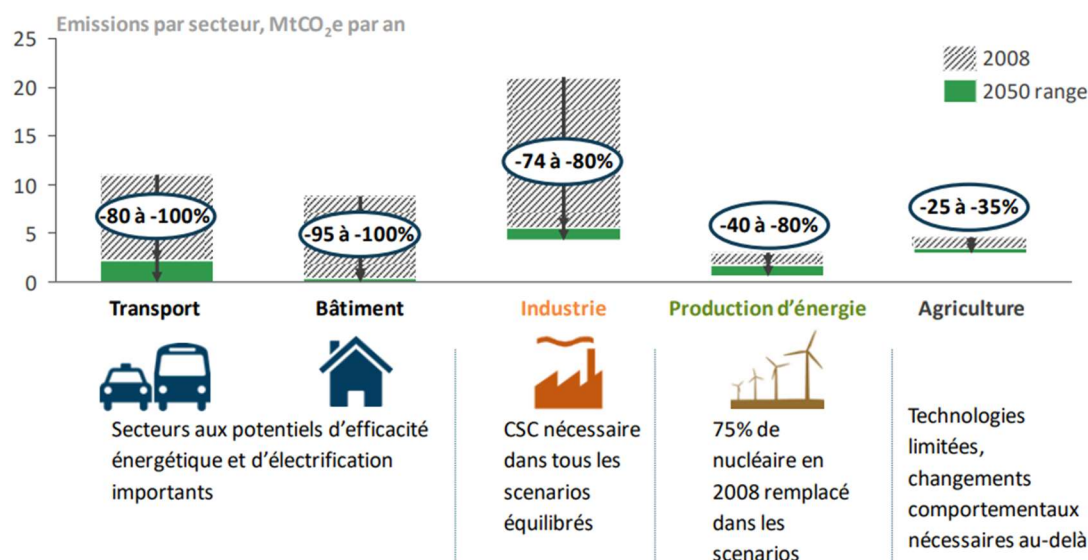 Emissions par secteur, MtCO₂e par an
25
20
15
10
5
0
2008
2050 range
-80 à -100%
-95 à -100%
-74 à -80%
-40 à -80%
-25 à -35%
Transport
Bâtiment
Industrie
Production d’énergie
Agriculture
Secteurs aux potentiels d’efficacité
énergétique et d’électrification
importants
CSC nécessaire
dans tous les
scenarios
équilibrés
75% de
nucléaire en
2008 remplacé
dans les
scenarios
Technologies
limitées,
changements
comportementaux
nécessaires au-delà